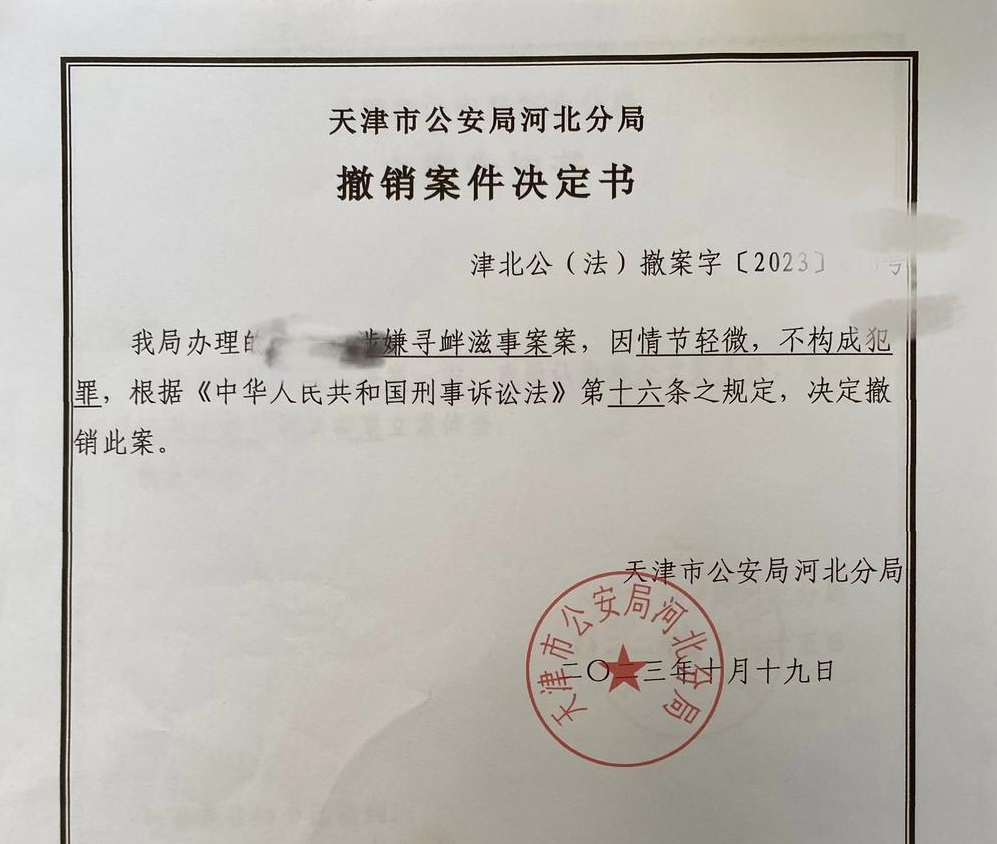 天津市公安局河北分局
撤销案件决定书
津北公（法）撤案字〔2023〕号
我局办理的涉嫌寻衅滋事案案，因情节轻微，不构成犯
罪，根据《中华人民共和国刑事诉讼法》第十六条之规定，决定撤
销此案。
天津市公安局河北分局
二〇二三年十月十九日
天津市公安局河北分局